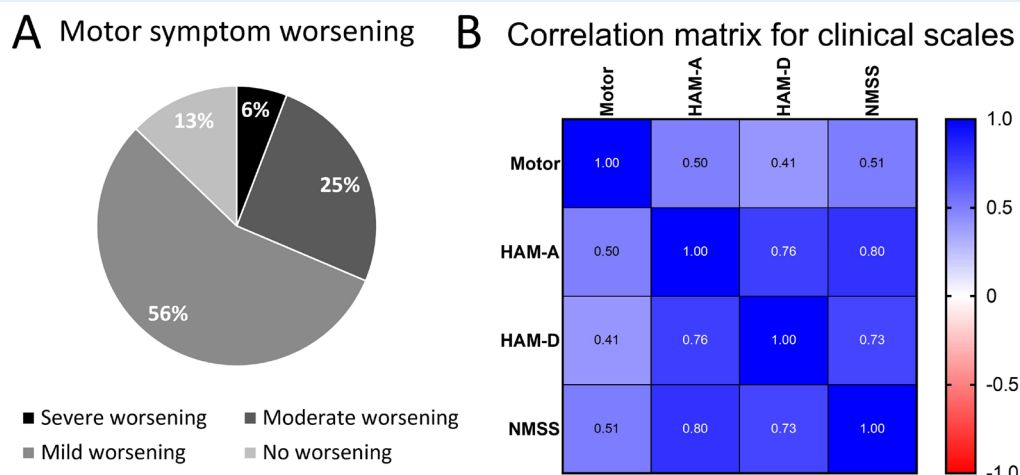 A Motor symptom worsening
6%
13%
25%
56%
Severe worsening Moderate worsening
Mild worsening No worsening
B Correlation matrix for clinical scales
Motor HAM-A HAM-D NMSS
Motor 1.00 0.50 0.41 0.51
HAM-A 0.50 1.00 0.76 0.80
HAM-D 0.41 0.76 1.00 0.73
NMSS 0.51 0.80 0.73 1.00
1.0
0.5
0
-0.5
-1.0